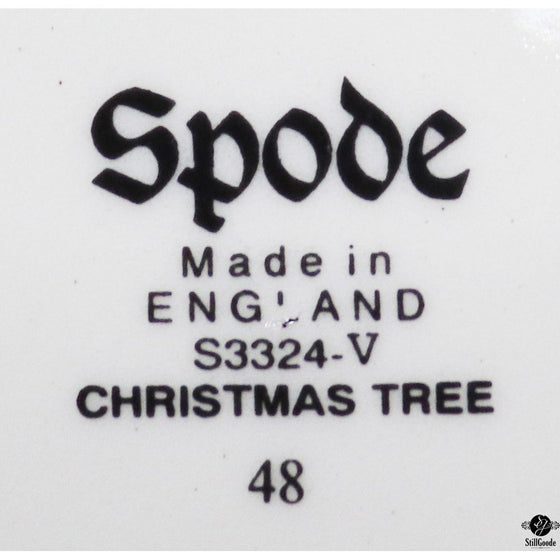 Spode
Made in
ENGLAND
S3324-V
CHRISTMAS TREE
48
StillGoode